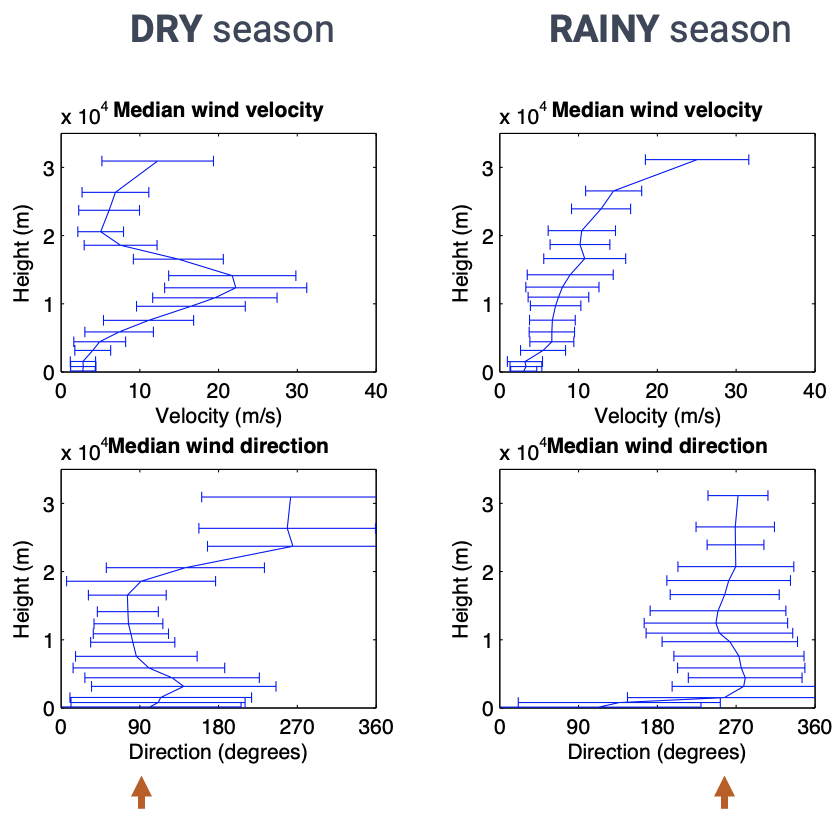 DRY season
RAINY season
x 10^4 Median wind velocity
3
2
1
0
Height (m)
0 10 20 30 40
Velocity (m/s)
x 10^4 Median wind velocity
3
2
1
0
Height (m)
0 10 20 30 40
Velocity (m/s)
x 10^4 Median wind direction
3
2
1
0
Height (m)
0 90 180 270 360
Direction (degrees)
x 10^4 Median wind direction
3
2
1
0
Height (m)
0 90 180 270 360
Direction (degrees)